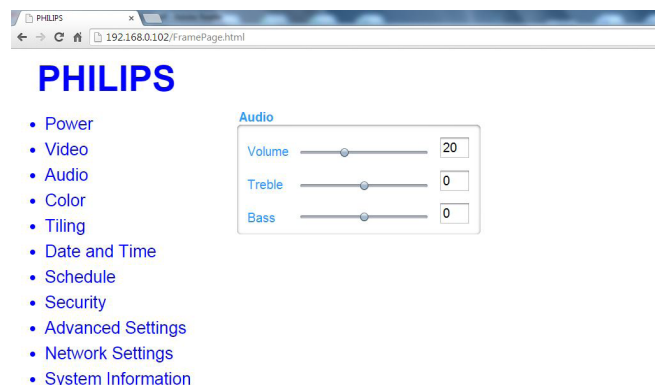 PHILIPS
192.168.0.102/FramePage.html
PHILIPS
Power
Video
Audio
Color
Tiling
Date and Time
Schedule
Security
Advanced Settings
Network Settings
System Information
Audio
Volume 20
Treble 0
Bass 0